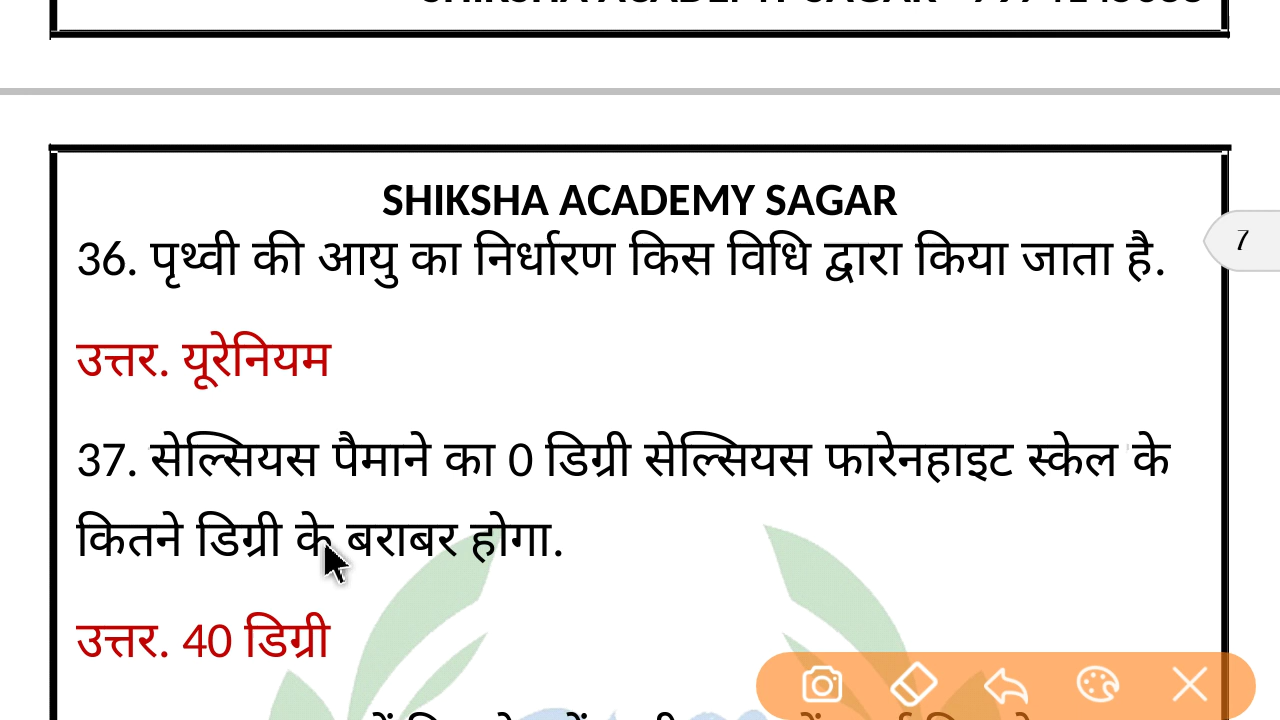 SHIKSHA ACADEMY SAGAR
36. पृथ्वी की आयु का निर्धारण किस विधि द्वारा किया जाता है.
7
उत्तर. यूरेनियम
37. सेल्सियस पैमाने का 0 डिग्री सेल्सियस फारेनहाइट स्केल के
कितने डिग्री के बराबर होगा.
उत्तर. 40 डिग्री